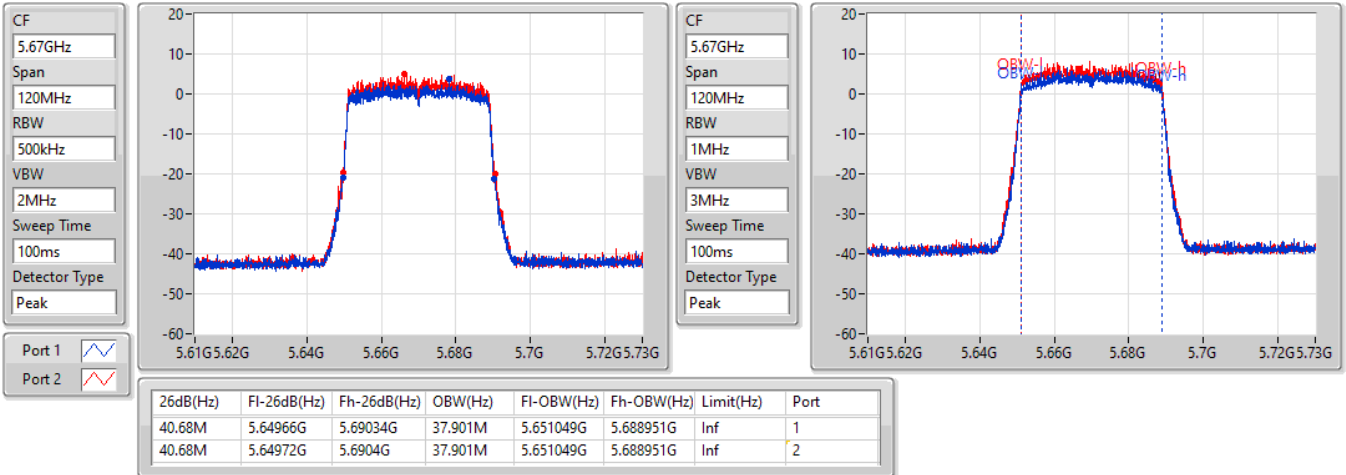 CF
5.67GHz
Span
120MHz
RBW
500kHz
VBW
2MHz
Sweep Time
100ms
Detector Type
Peak
Port 1
Port 2
20
10
0
-10
-20
-30
-40
-50
-60
5.61G 5.62G 5.64G 5.66G 5.68G 5.7G 5.72G 5.73G
CF
5.67GHz
Span
120MHz
RBW
1MHz
VBW
3MHz
Sweep Time
100ms
Detector Type
Peak
20
10
0
-10
-20
-30
-40
-50
-60
OBW-l OBW-h
5.61G 5.62G 5.64G 5.66G 5.68G 5.7G 5.72G 5.73G
26dB(Hz) Fl-26dB(Hz) Fh-26dB(Hz) OBW(Hz) Fl-OBW(Hz) Fh-OBW(Hz) Limit(Hz) Port
40.68M 5.64966G 5.69034G 37.901M 5.651049G 5.688951G Inf 1
40.68M 5.64972G 5.6904G 37.901M 5.651049G 5.688951G Inf 2